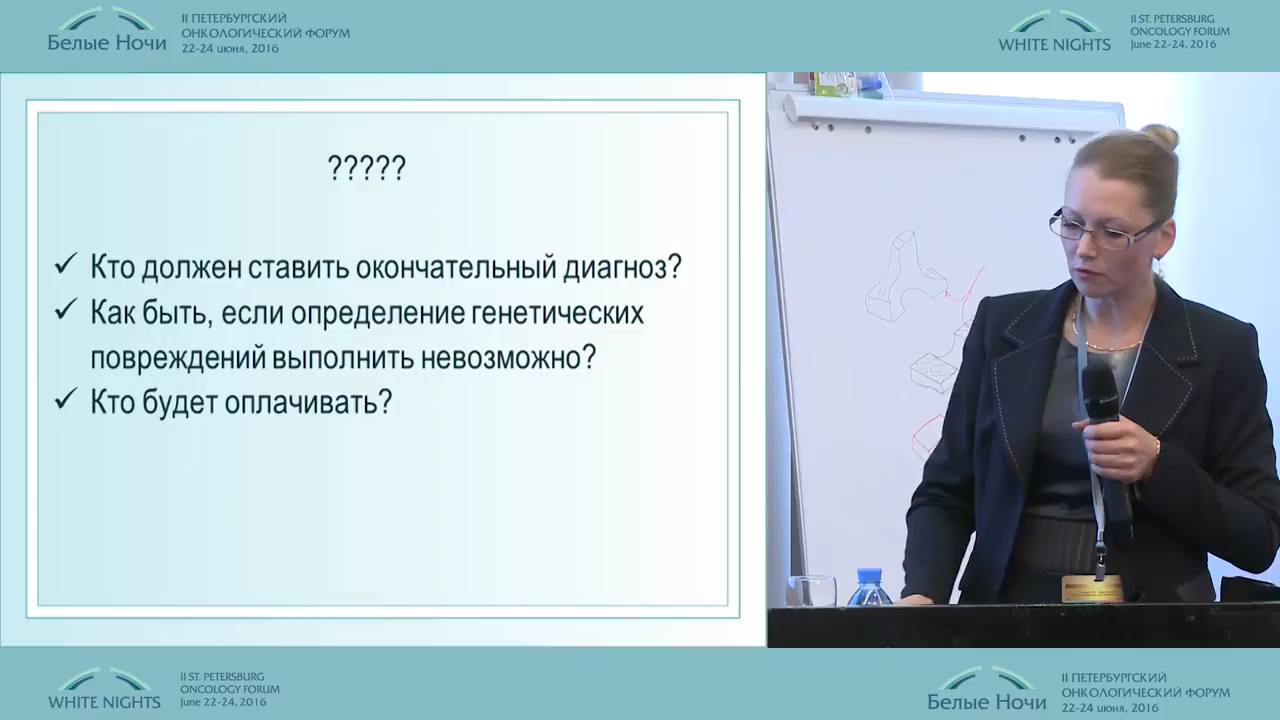 Белые Ночи
II ПЕТЕРБУРГСКИЙ
ОНКОЛОГИЧЕСКИЙ ФОРУМ
22-24 июня, 2016
WHITE NIGHTS
II ST. PETERSBURG
ONCOLOGY FORUM
June 22-24, 2016
?????
✓ Кто должен ставить окончательный диагноз?
✓ Как быть, если определение генетических
повреждений выполнить невозможно?
✓ Кто будет оплачивать?
WHITE NIGHTS
II ST. PETERSBURG
ONCOLOGY FORUM
June 22-24, 2016
Белые Ночи
II ПЕТЕРБУРГСКИЙ
ОНКОЛОГИЧЕСКИЙ ФОРУМ
22-24 июня, 2016